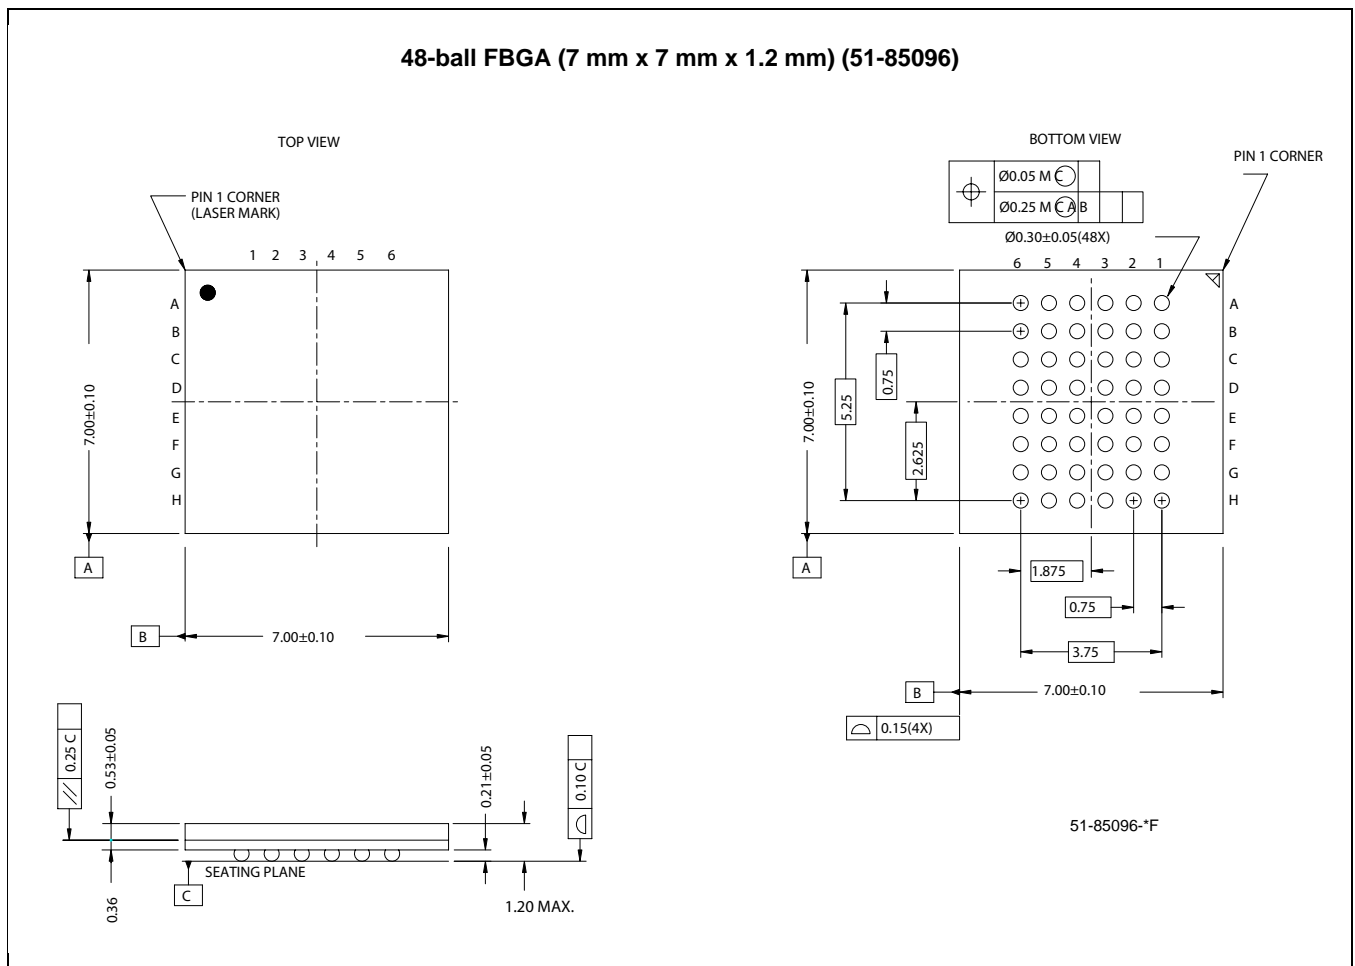 48-ball FBGA (7 mm x 7 mm x 1.2 mm) (51-85096)
TOP VIEW
PIN 1 CORNER
(LASER MARK)
1 2 3 4 5 6
A
B
C
D
E
F
G
H
7.00±0.10
A
B
7.00±0.10
BOTTOM VIEW
PIN 1 CORNER
Ø0.05 M C
Ø0.25 M C A B
Ø0.30±0.05(48X)
6 5 4 3 2 1
A
B
C
D
E
F
G
H
7.00±0.10
5.25
0.75
2.625
A
1.875
0.75
3.75
B
7.00±0.10
0.15(4X)
0.25 C
0.53±0.05
0.36
0.21±0.05
0.10 C
SEATING PLANE
C
1.20 MAX.
51-85096-*F